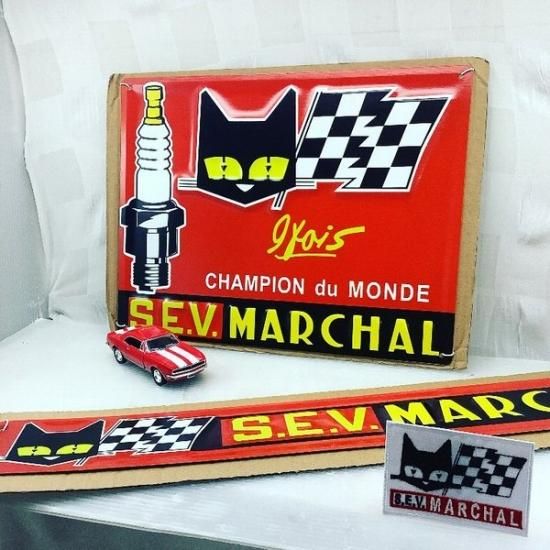 9 fois
CHAMPION du MONDE
S.E.V. MARCHAL
S.E.V. MARC
S.E.V. MARCHAL